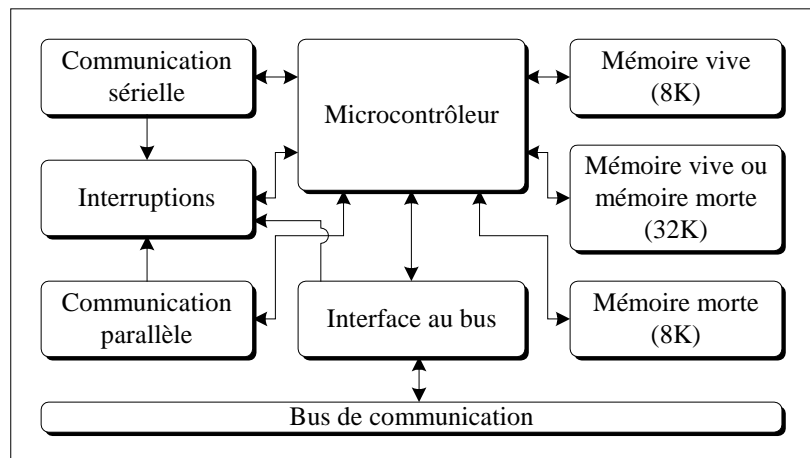 Communication
sérielle
Microcontrôleur
Mémoire vive
(8K)
Interruptions
Mémoire vive ou
mémoire morte
(32K)
Communication
parallèle
Interface au bus
Mémoire morte
(8K)
Bus de communication